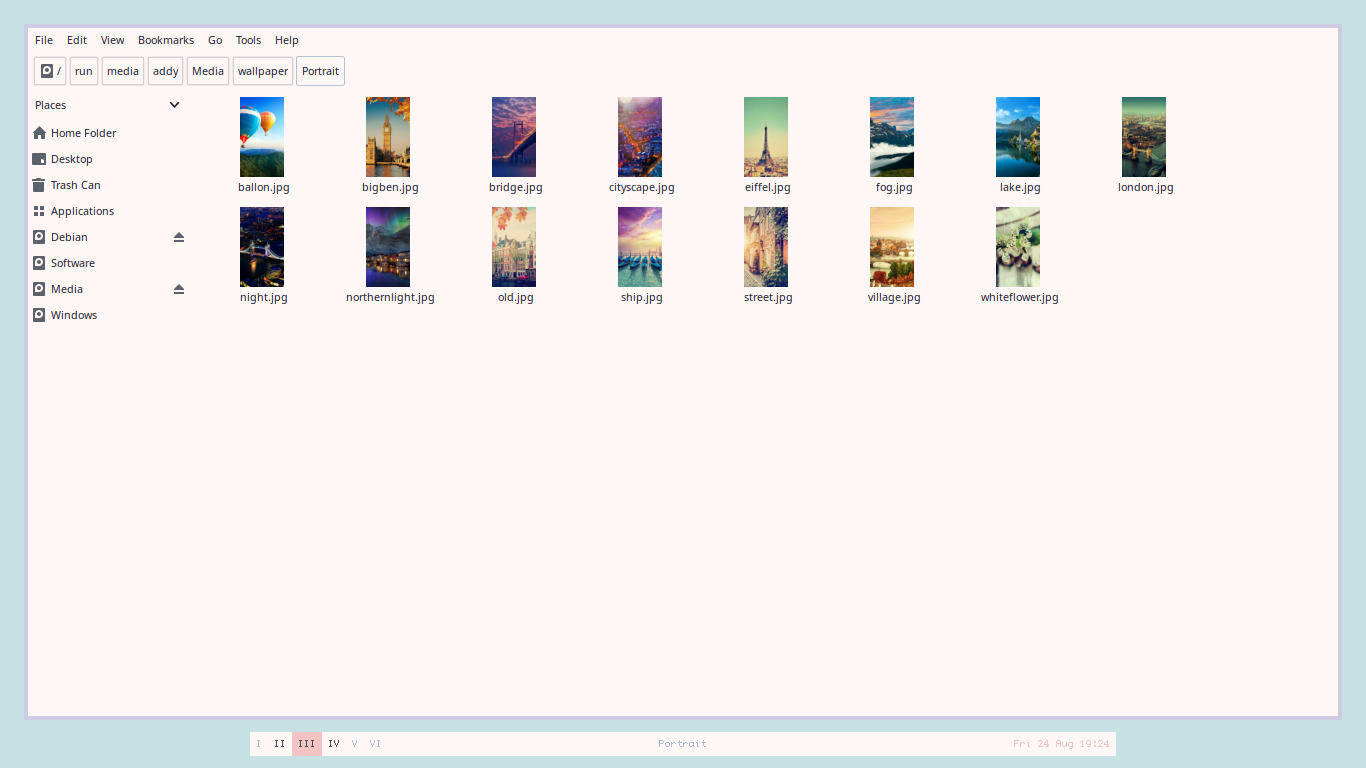 File Edit View Bookmarks Go Tools Help
/ run media addy Media wallpaper Portrait
Places
Home Folder
Desktop
Trash Can
Applications
Debian
Software
Media
Windows
ballon.jpg bigben.jpg bridge.jpg cityscape.jpg eiffel.jpg fog.jpg lake.jpg london.jpg
night.jpg northernlight.jpg old.jpg ship.jpg street.jpg village.jpg whiteflower.jpg
I II III IV V VI Portrait Fri 24 Aug 19:24